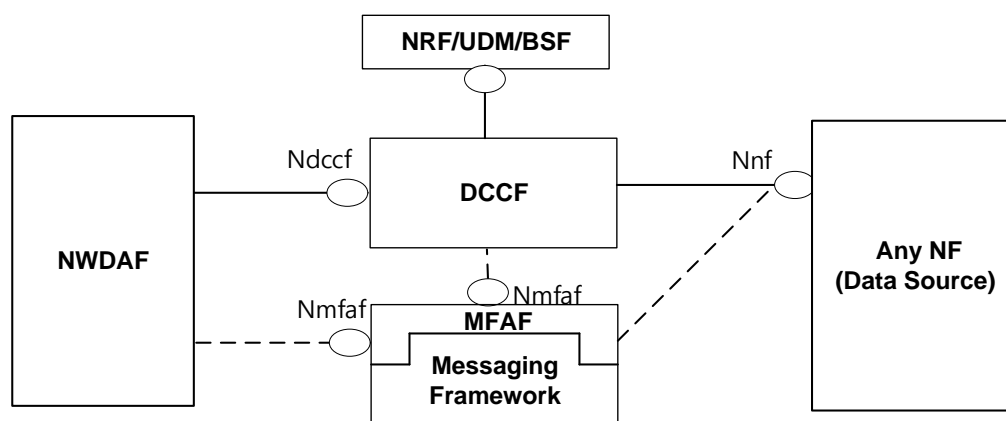 NRF/UDM/BSF
Ndccf
Nnf
DCCF
NWDAF
Any NF
(Data Source)
Nmfaf
Nmfaf
MFAF
Messaging
Framework